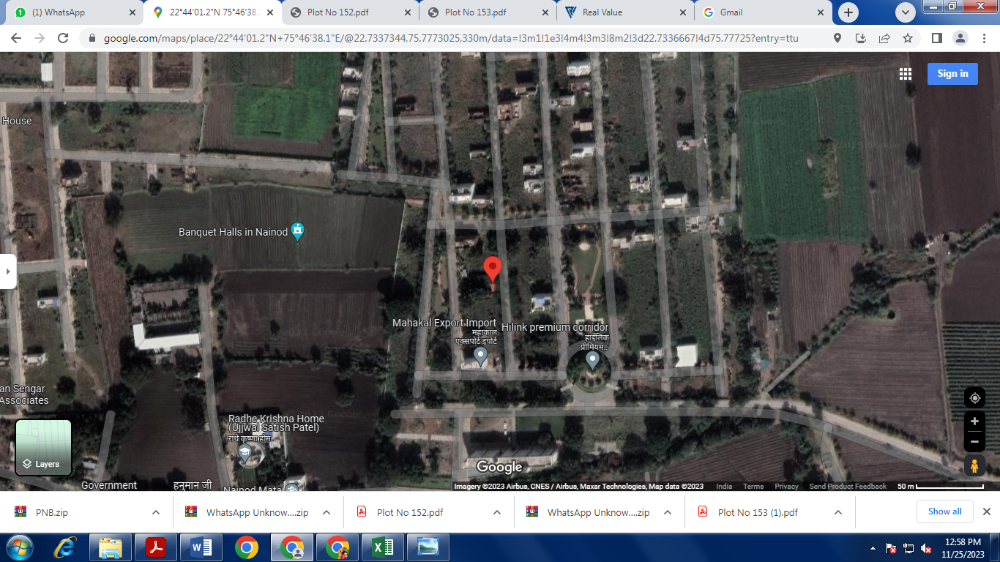 (1) WhatsApp
22°44'01.2"N 75°46'38.
Plot No 152.pdf
Plot No 153.pdf
Real Value
Gmail
google.com/maps/place/22°44'01.2"N+75°46'38.1"E/@22.7337344,75.7773025,330m/data=!3m1!1e3!4m4!3m3!8m2!3d22.7336667!4d75.77725?entry=ttu
Sign in
House
Banquet Halls in Nainod
Mahakal Export Import
महाकाल
एक्सपोर्ट इंपोर्ट
Hilink premium corridor
हाईलिंक
प्रीमियम...
an Sengar
Associates
Radhe Krishna Home
(Ujjwal Satish Patel)
राधे कृष्णा होम...
Layers
Government
हनुमान जी
Nainod Mata
Google
Imagery ©2023 Airbus, CNES / Airbus, Maxar Technologies, Map data ©2023
India
Terms
Privacy
Send Product Feedback
50 m
PNB.zip
WhatsApp Unknow....zip
Plot No 152.pdf
WhatsApp Unknow....zip
Plot No 153 (1).pdf
Show all
12:58 PM
11/25/2023